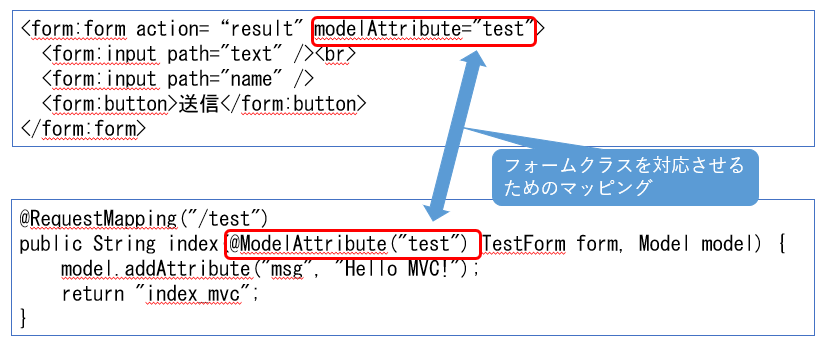 <form:form action= “result" modelAttribute="test">
<form:input path="text" /><br>
<form:input path="name" />
<form:button>送信</form:button>
</form:form>
フォームクラスを対応させる
ためのマッピング
@RequestMapping("/test")
public String index(@ModelAttribute("test") TestForm form, Model model) {
model.addAttribute("msg", "Hello MVC!");
return "index_mvc";
}